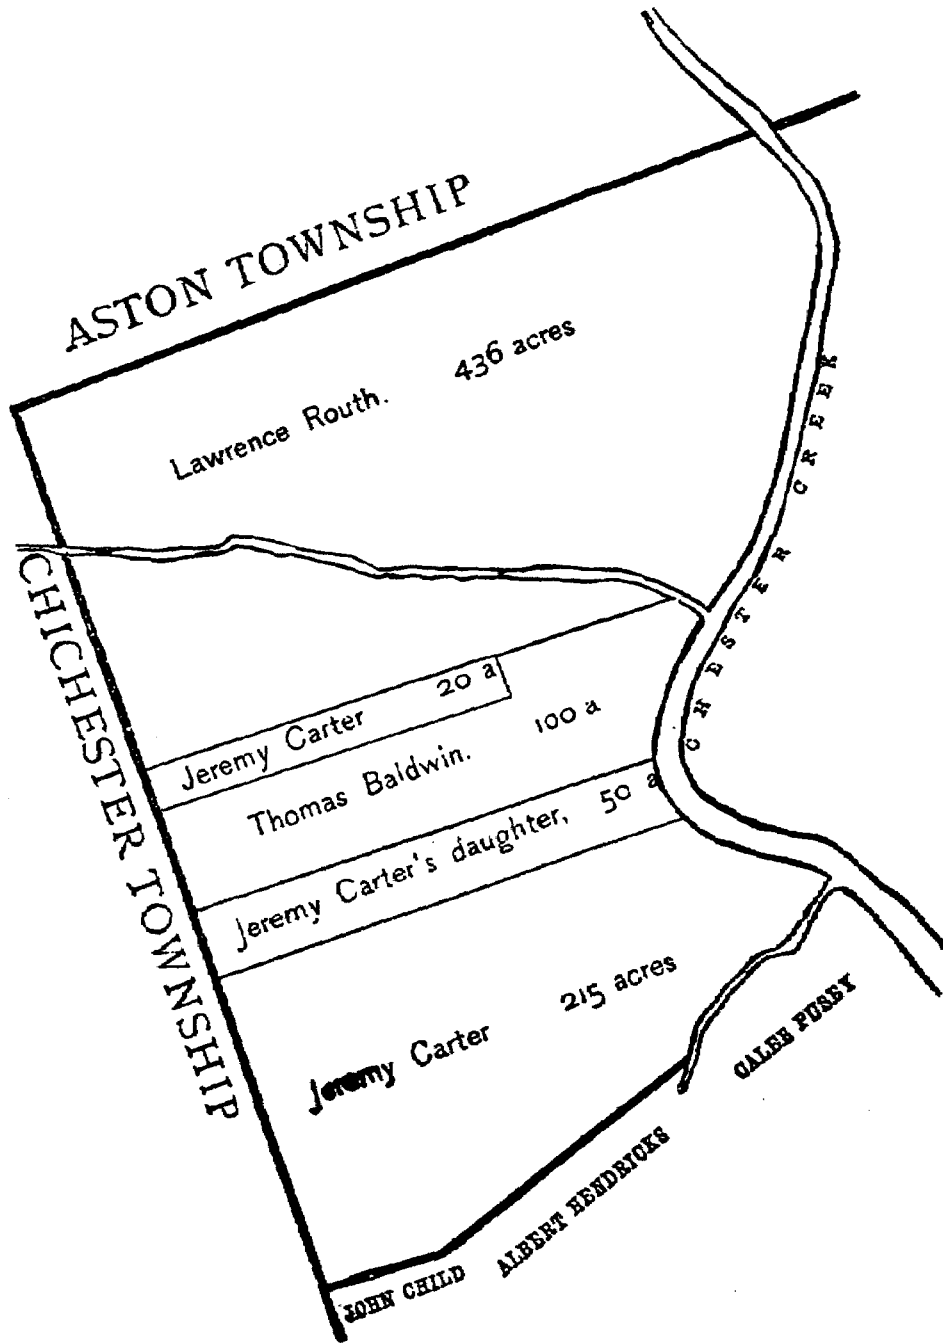 ASTON TOWNSHIP
Lawrence Routh. 436 acres
CHESTER CREEK
CHICHESTER TOWNSHIP
Jeremy Carter 20 a
Thomas Baldwin. 100 a
Jeremy Carter's daughter, 50 a
Jeremy Carter 215 acres
CALEB PUSEY
ALBERT HENDRICKS
JOHN CHILD